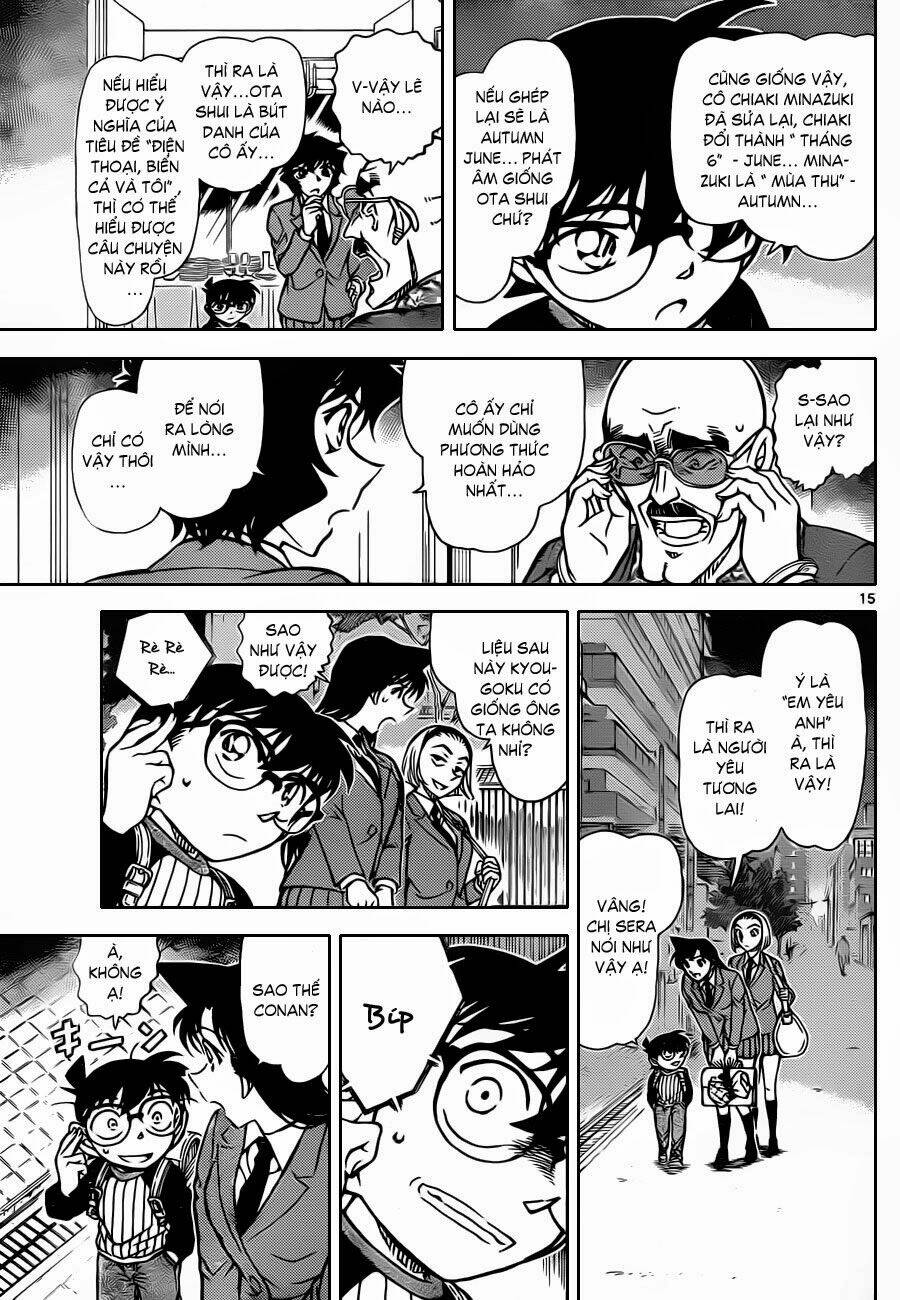 CŨNG GIỐNG VẬY,
CÔ CHIAKI MINAZUKI
ĐÃ SỬA LẠI, CHIAKI
ĐỔI THÀNH " THÁNG
6" - JUNE... MINA-
ZUKI LÀ " MÙA THU" -
AUTUMN...
NẾU GHÉP
LẠI SẼ LÀ
AUTUMN
JUNE... PHÁT
ÂM GIỐNG
OTA SHUI
CHỨ?
V-VẬY LẼ
NÀO...
THÌ RA LÀ
VẬY...OTA
SHUI LÀ BÚT
DANH CỦA
CÔ ẤY...
NẾU HIỂU
ĐƯỢC Ý
NGHĨA CỦA
TIÊU ĐỀ "ĐIỆN
THOẠI, BIỂN
CẢ VÀ TÔI",
THÌ CÓ THỂ
HIỂU ĐƯỢC
CÂU CHUYỆN
NÀY RỒI ...
...
S-SAO
LẠI NHƯ
VẬY?
CÔ ẤY CHỈ
MUỐN DÙNG
PHƯƠNG THỨC
HOÀN HẢO
NHẤT...
ĐỂ NÓI
RA LÒNG
MÌNH...
CHỈ CÓ
VẬY THÔI
...
15
Ý LÀ
"EM YÊU
ANH"
À, THÌ
RA LÀ
VẬY!
THÌ RA
LÀ NGƯỜI
YÊU
TƯƠNG
LAI!
VÂNG!
CHỊ SERA
NÓI NHƯ
VẬY Ạ!
LIỆU SAU
NÀY KYOU-
GOKU CÓ
GIỐNG ÔNG
TA KHÔNG
NHỈ?
SAO
NHƯ VẬY
ĐƯỢC!
RÈ RÈ
RÈ...
BÍP
SAO THẾ
CONAN?
À,
KHÔNG
Ạ!
キーン